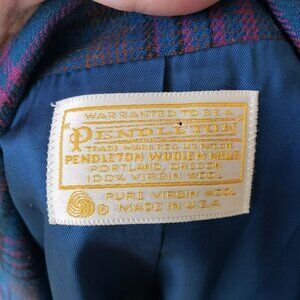 WARRANTED TO BE A
"PENDLETON"
TRADE MARK REG. U.S. PAT. OFF.
PENDLETON WOOLEN MILLS
PORTLAND, OREGON
100% VIRGIN WOOL
PURE VIRGIN WOOL
MADE IN U.S.A.